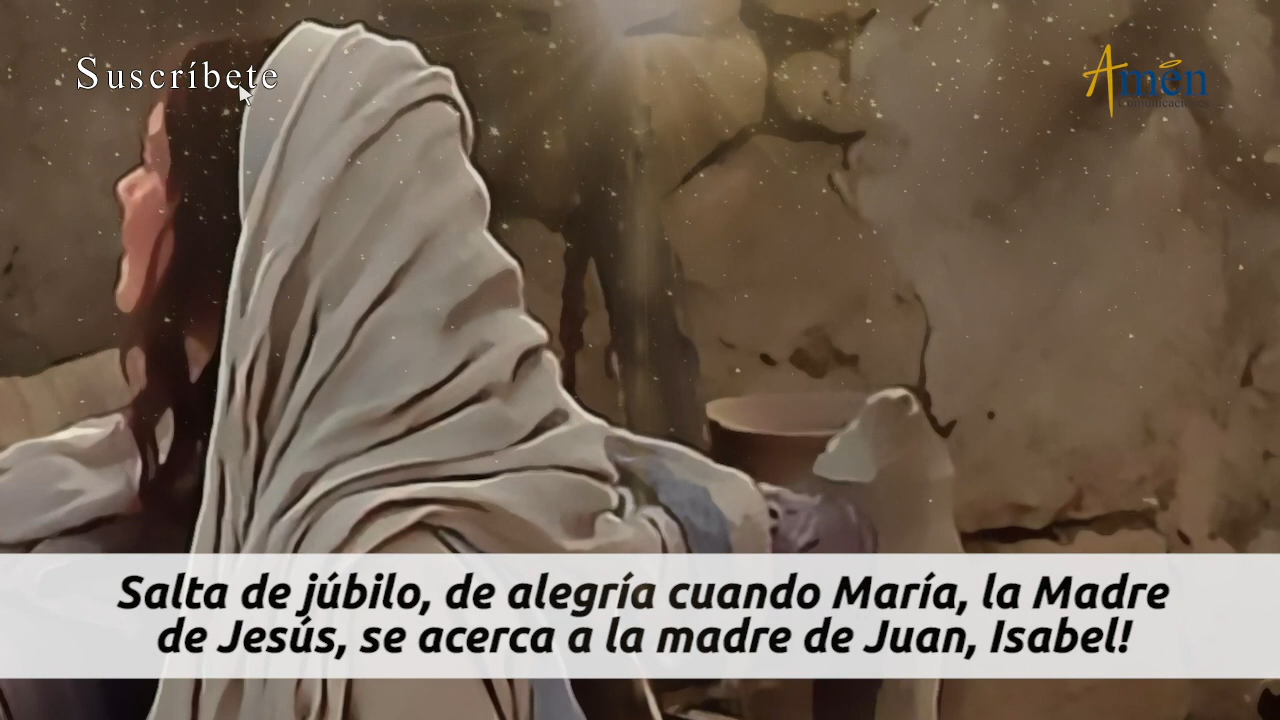 Suscríbete
Amén
Comunicaciones
Salta de júbilo, de alegría cuando María, la Madre
de Jesús, se acerca a la madre de Juan, Isabel!